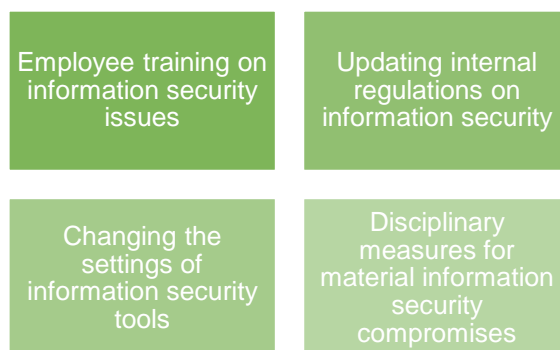 Employee training on
information security
issues
Updating internal
regulations on
information security
Changing the
settings of
information security
tools
Disciplinary
measures for
material information
security
compromises